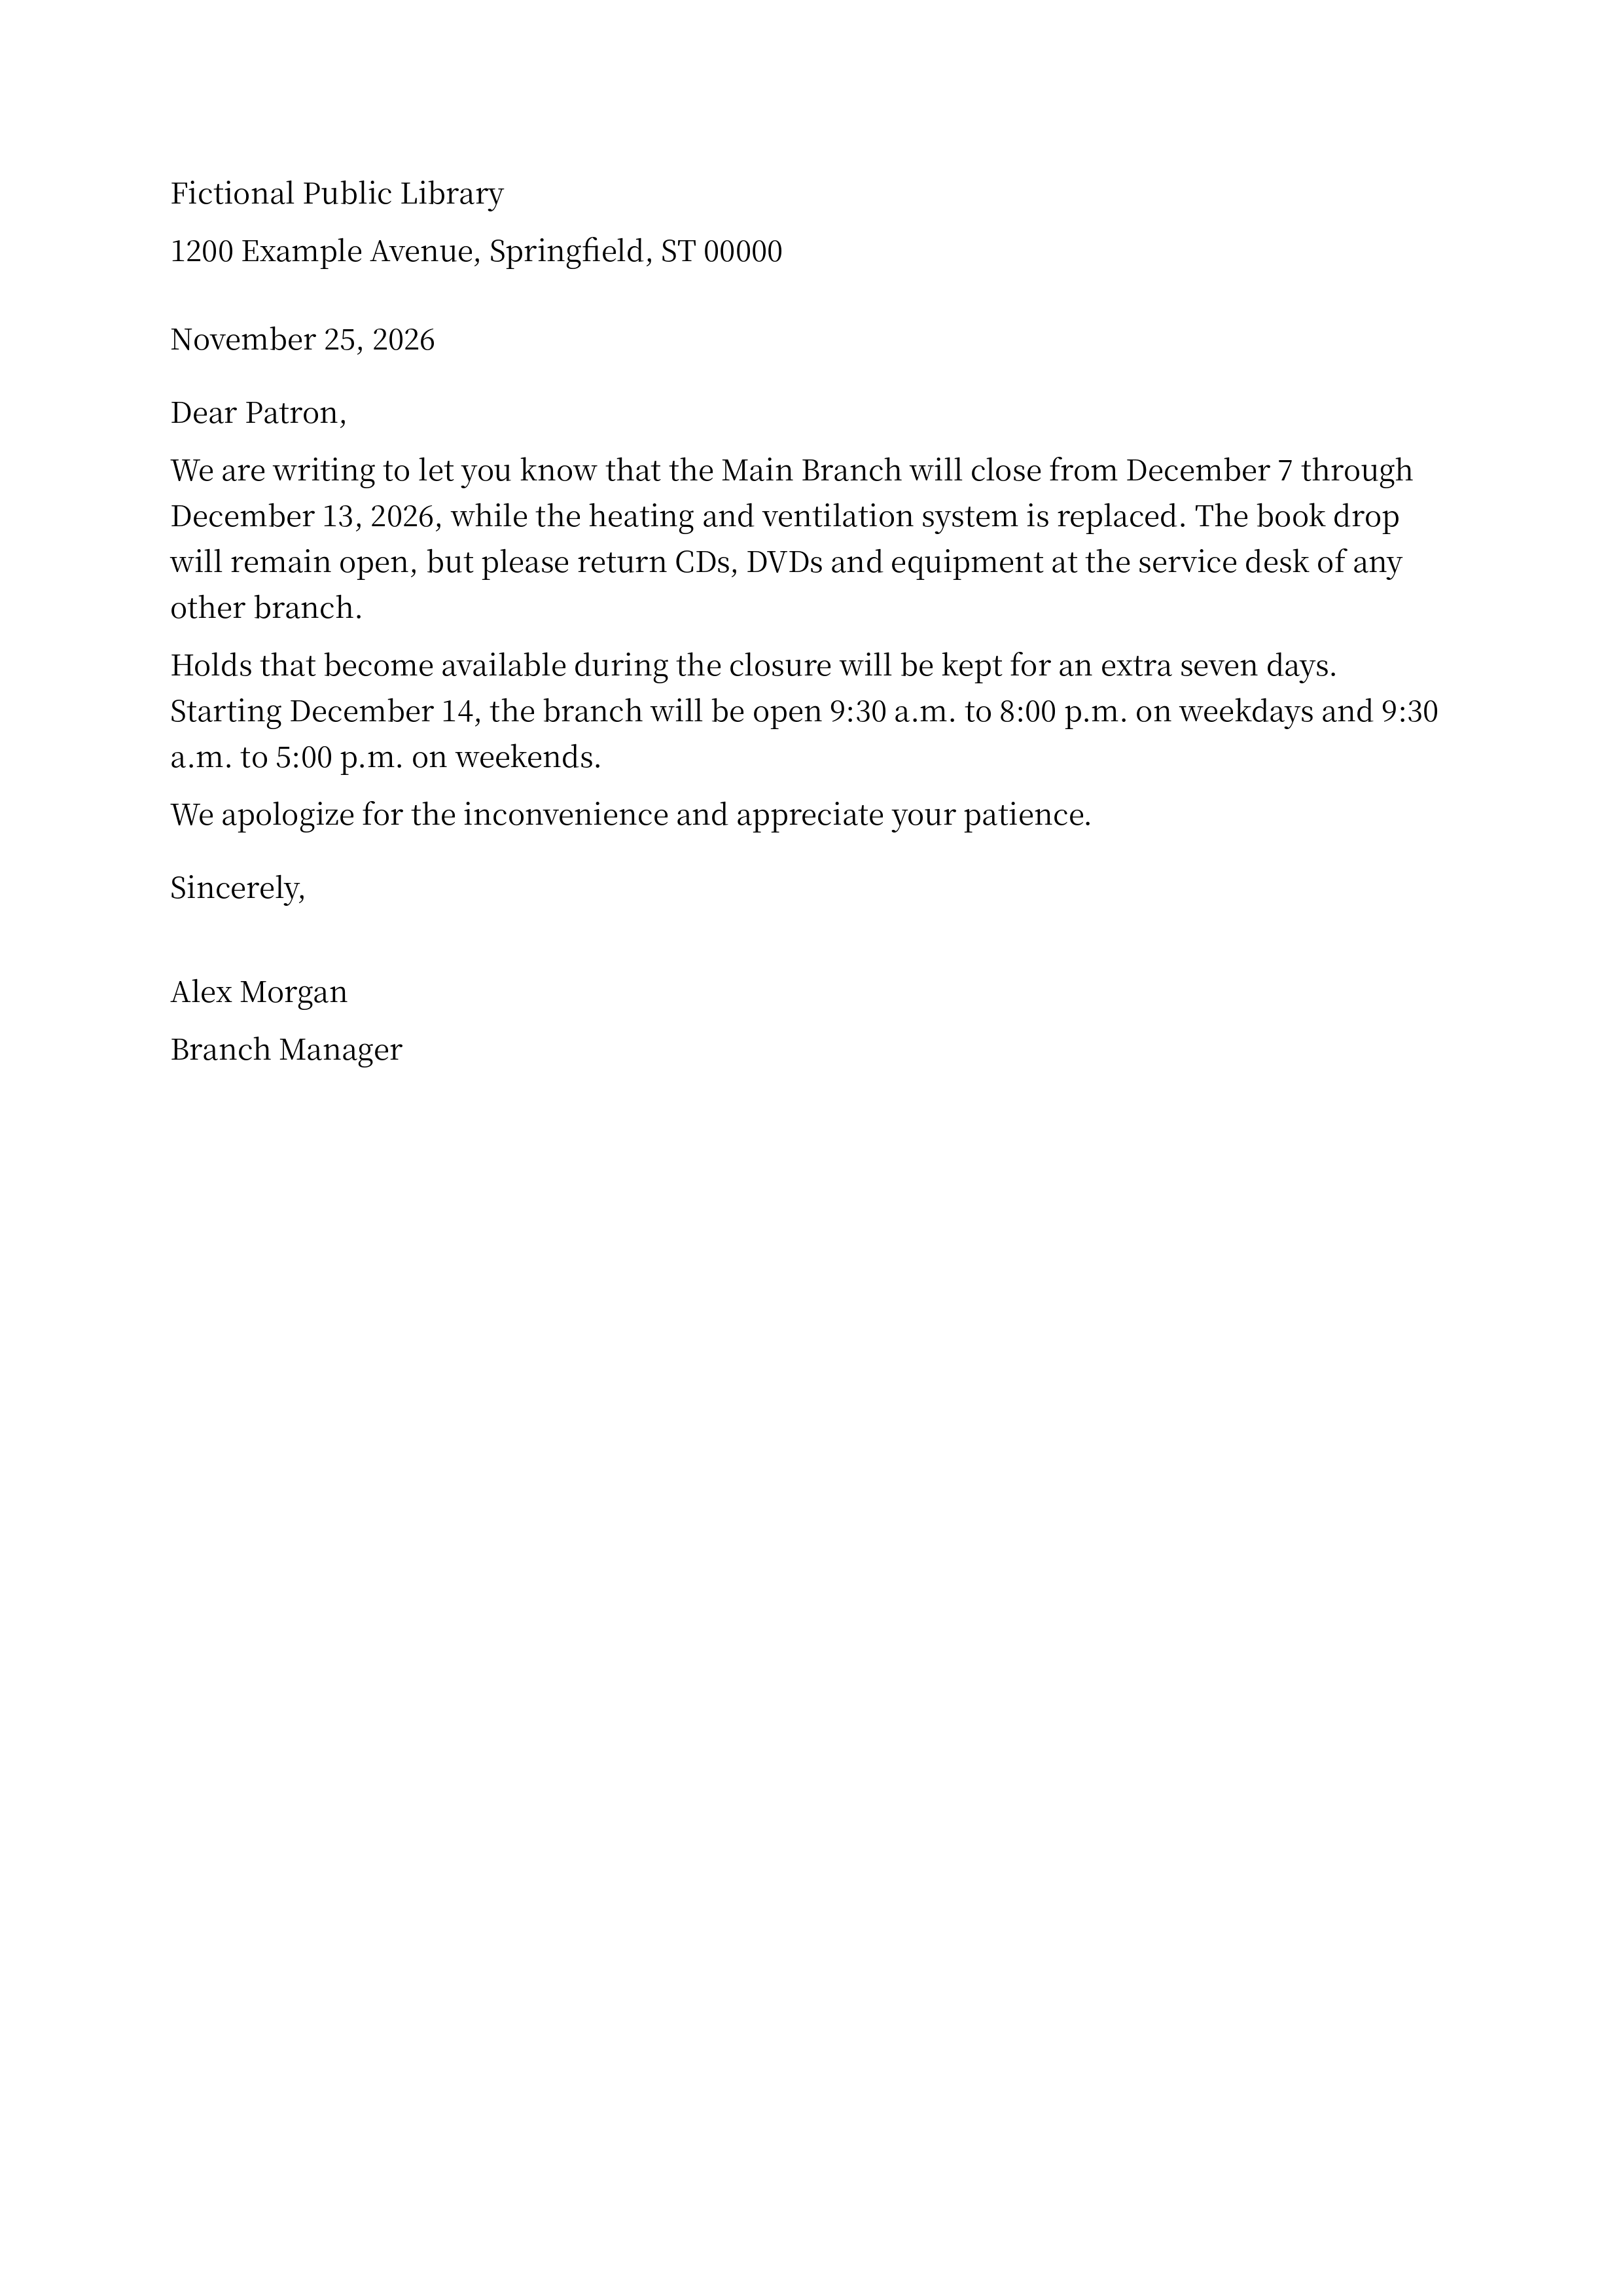 Fictional Public Library
1200 Example Avenue, Springfield, ST 00000
November 25, 2026
Dear Patron,
We are writing to let you know that the Main Branch will close from December 7 through
December 13, 2026, while the heating and ventilation system is replaced. The book drop
will remain open, but please return CDs, DVDs and equipment at the service desk of any
other branch.
Holds that become available during the closure will be kept for an extra seven days.
Starting December 14, the branch will be open 9:30 a.m. to 8:00 p.m. on weekdays and 9:30
a.m. to 5:00 p.m. on weekends.
We apologize for the inconvenience and appreciate your patience.
Sincerely,
Alex Morgan
Branch Manager